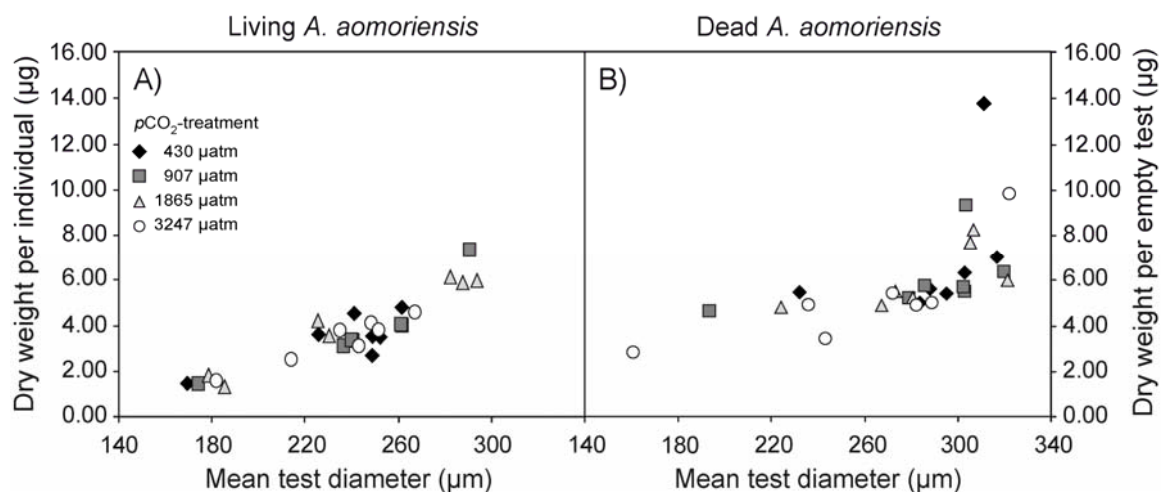 Living A. aomoriensis
Dead A. aomoriensis
16.00
14.00
12.00
10.00
8.00
6.00
4.00
2.00
0.00
Dry weight per individual (µg)
A)
pCO2-treatment
430 µatm
907 µatm
1865 µatm
3247 µatm
140
180
220
260
300
Mean test diameter (µm)
B)
140
180
220
260
300
340
Mean test diameter (µm)
16.00
14.00
12.00
10.00
8.00
6.00
4.00
2.00
0.00
Dry weight per empty test (µg)